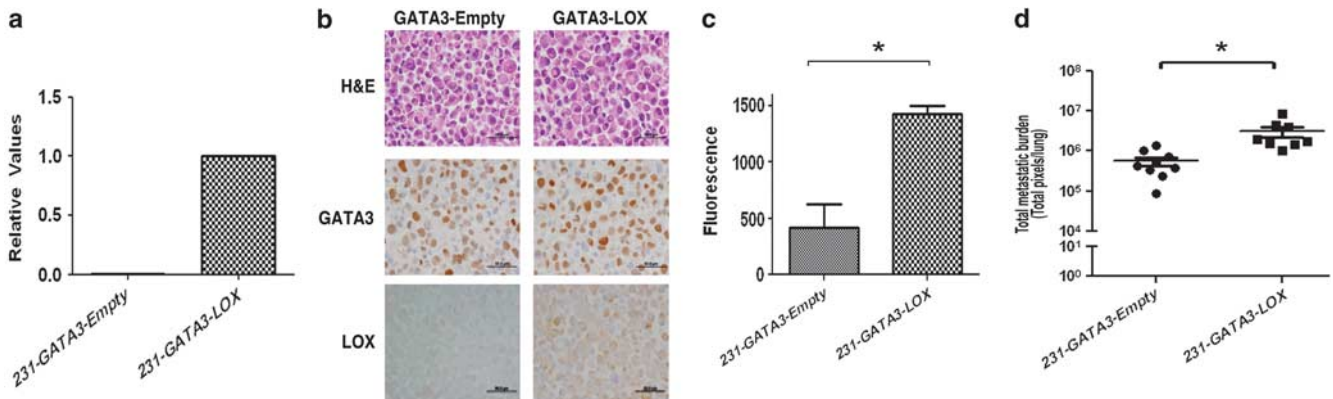 a
Relative Values
1.5
1.0
0.5
0.0
231-GATA3-Empty
231-GATA3-LOX
b
GATA3-Empty
GATA3-LOX
H&E
GATA3
LOX
c
*
Fluorescence
1500
1000
500
0
231-GATA3-Empty
231-GATA3-LOX
d
*
Total metastatic burden
(Total pixels/lung)
10⁸
10⁷
10⁶
10⁵
10⁴
10¹
10⁰
231-GATA3-Empty
231-GATA3-LOX